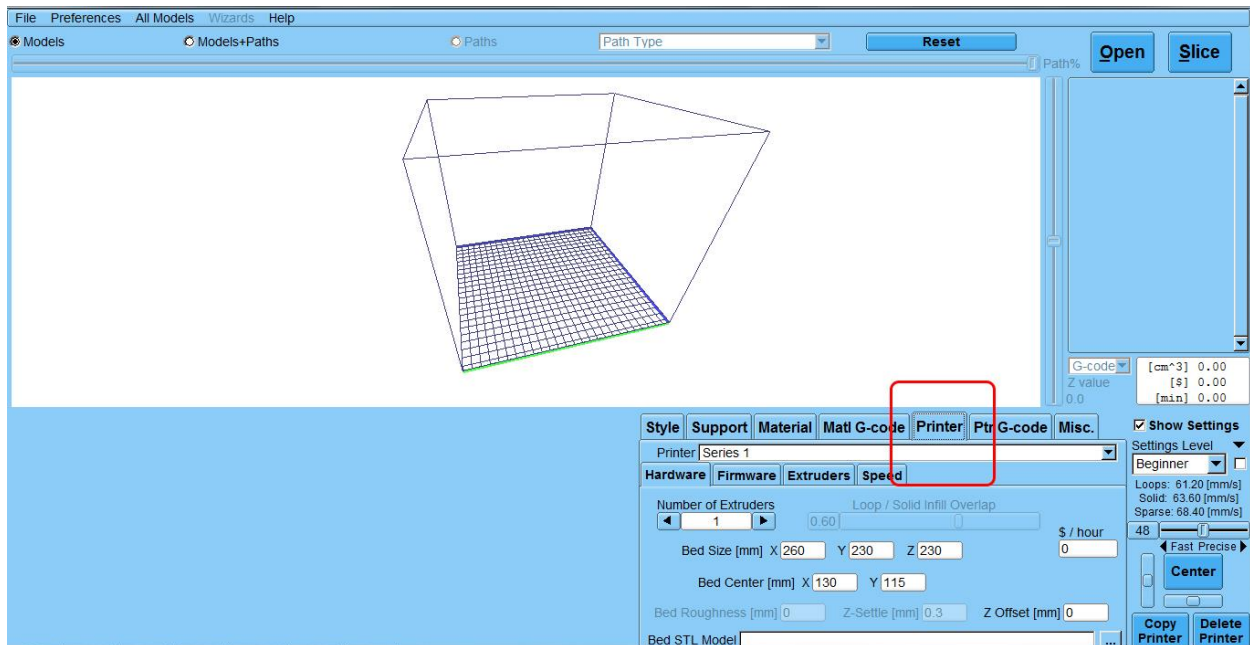 File Preferences All Models Wizards Help
Models Models+Paths Paths Path Type Reset
Open Slice
Path%
G-code
Z value
0.0
[cm^3] 0.00
[$] 0.00
[min] 0.00
Style Support Material Matl G-code Printer Ptr G-code Misc.
Printer Series 1
Hardware Firmware Extruders Speed
Number of Extruders Loop / Solid Infill Overlap
1 0.60
$ / hour
0
Bed Size [mm] X 260 Y 230 Z 230
Bed Center [mm] X 130 Y 115
Bed Roughness [mm] 0 Z-Settle [mm] 0.3 Z Offset [mm] 0
Bed STL Model ...
Show Settings
Settings Level
Beginner
Loops: 61.20 [mm/s]
Solid: 63.60 [mm/s]
Sparse: 68.40 [mm/s]
48
Fast Precise
Center
Copy Printer
Delete Printer